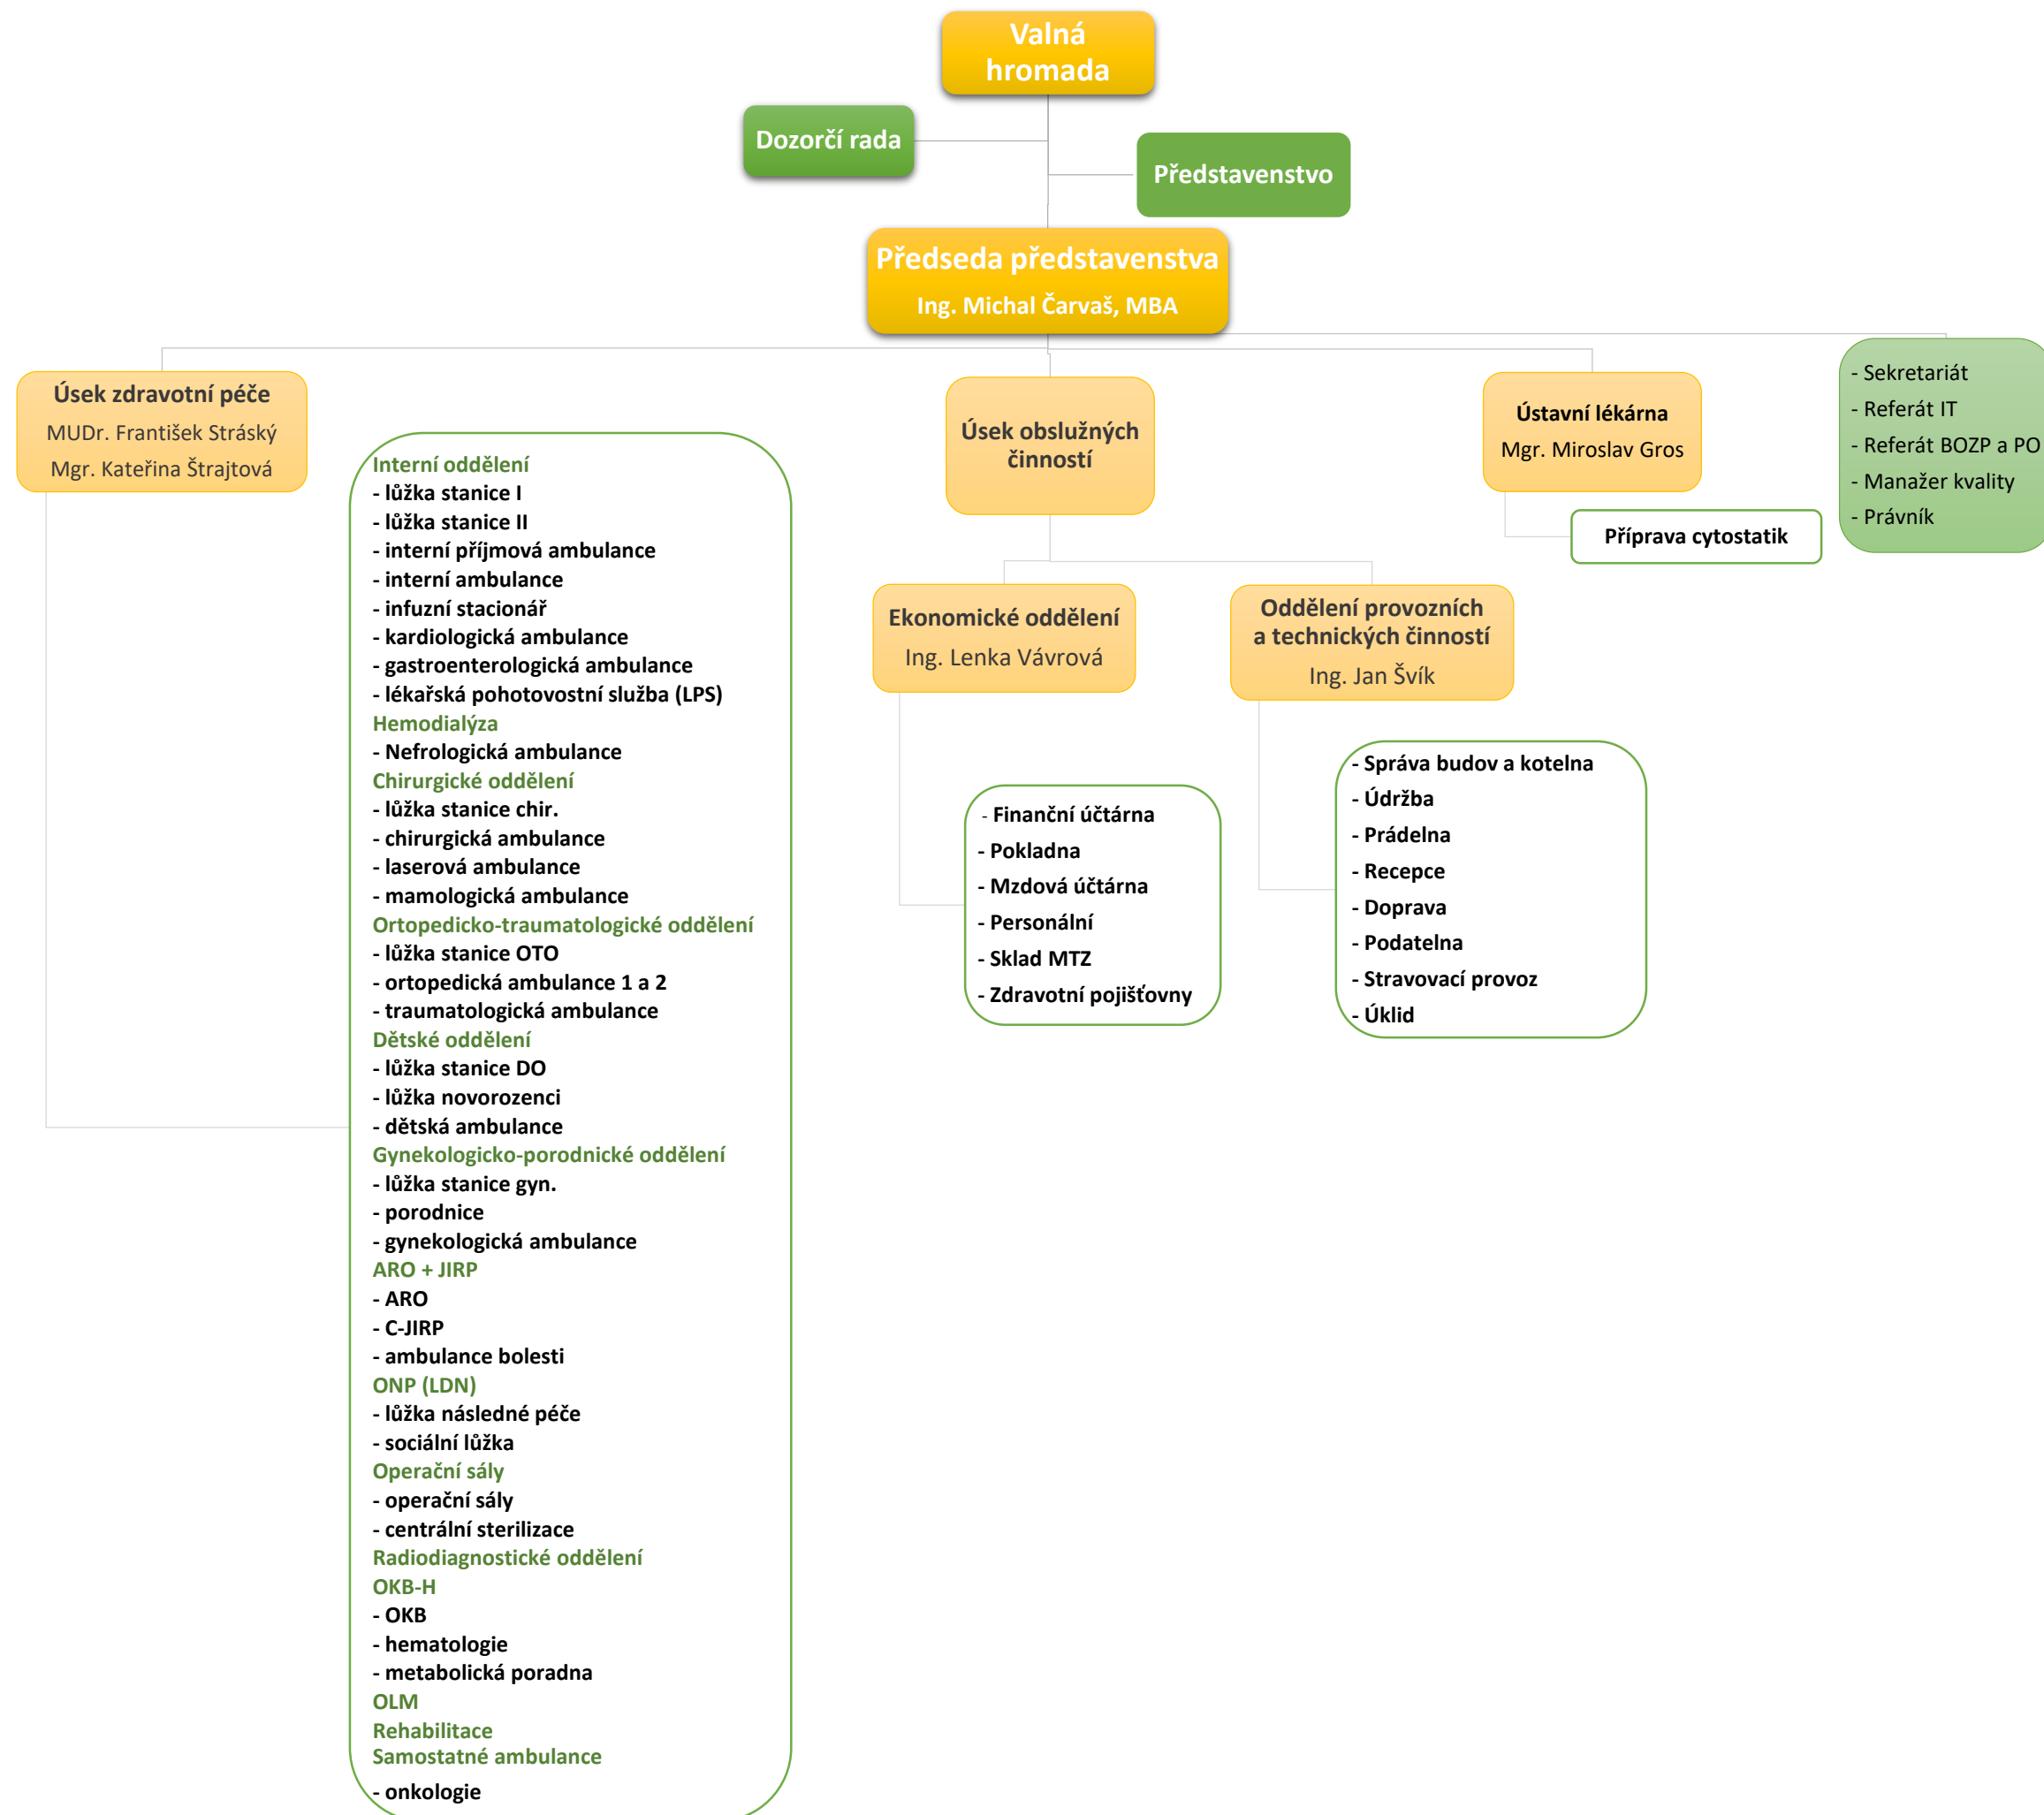 Valná
hromada
Dozorčí rada
Představenstvo
Předseda představenstva
Ing. Michal Čarvaš, MBA
Úsek zdravotní péče
MUDr. František Stráský
Mgr. Kateřina Štrajtová
Interní oddělení
- lůžka stanice I
- lůžka stanice II
- interní příjmová ambulance
- interní ambulance
- infuzní stacionář
- kardiologická ambulance
- gastroenterologická ambulance
- lékařská pohotovostní služba (LPS)
Hemodialýza
- Nefrologická ambulance
Chirurgické oddělení
- lůžka stanice chir.
- chirurgická ambulance
- laserová ambulance
- mamologická ambulance
Ortopedicko-traumatologické oddělení
- lůžka stanice OTO
- ortopedická ambulance 1 a 2
- traumatologická ambulance
Dětské oddělení
- lůžka stanice DO
- lůžka novorozenci
- dětská ambulance
Gynekologicko-porodnické oddělení
- lůžka stanice gyn.
- porodnice
- gynekologická ambulance
ARO + JIRP
- ARO
- C-JIRP
- ambulance bolesti
ONP (LDN)
- lůžka následné péče
- sociální lůžka
Operační sály
- operační sály
- centrální sterilizace
Radiodiagnostické oddělení
OKB-H
- OKB
- hematologie
- metabolická poradna
OLM
Rehabilitace
Samostatné ambulance
- onkologie
Úsek obslužných
činností
Ekonomické oddělení
Ing. Lenka Vávrová
- Finanční účtárna
- Pokladna
- Mzdová účtárna
- Personální
- Sklad MTZ
- Zdravotní pojišťovny
Oddělení provozních
a technických činností
Ing. Jan Švík
- Správa budov a kotelna
- Údržba
- Prádelna
- Recepce
- Doprava
- Podatelna
- Stravovací provoz
- Úklid
Ústavní lékárna
Mgr. Miroslav Gros
Příprava cytostatik
- Sekretariát
- Referát IT
- Referát BOZP a PO
- Manažer kvality
- Právník